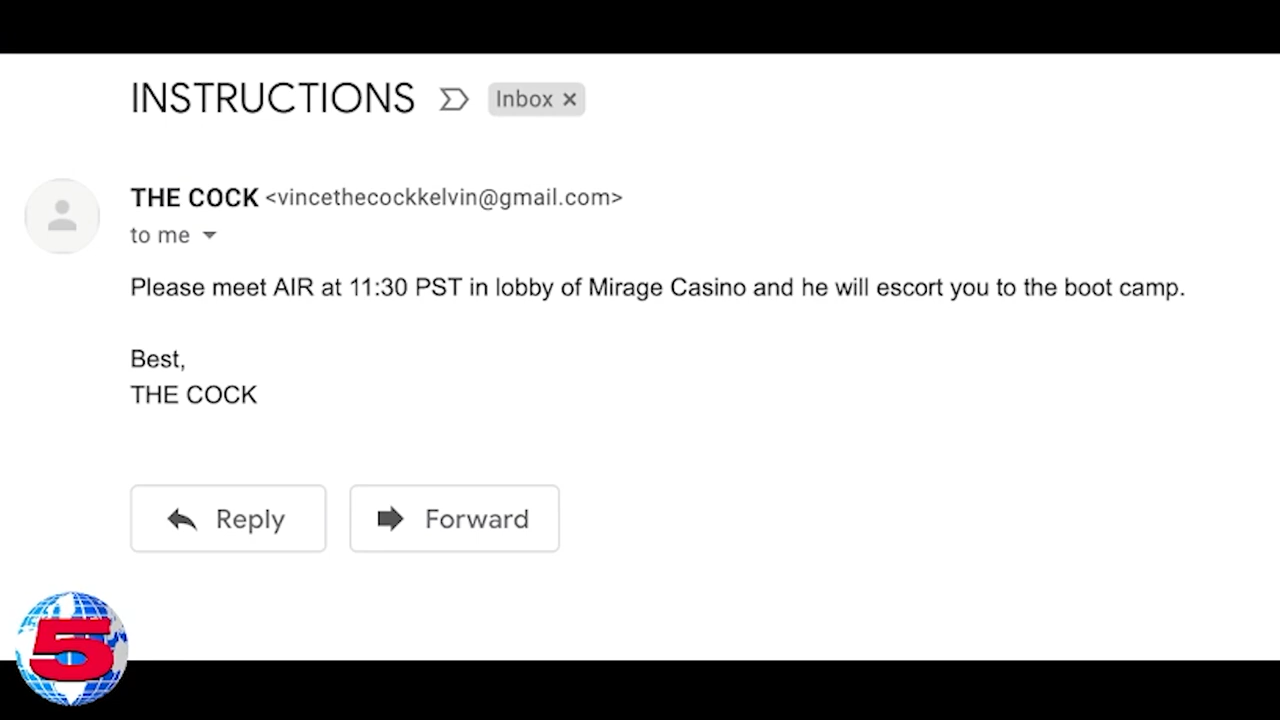 INSTRUCTIONS Inbox ×
THE COCK <vincethecockkelvin@gmail.com>
to me
Please meet AIR at 11:30 PST in lobby of Mirage Casino and he will escort you to the boot camp.
Best,
THE COCK
Reply Forward
5